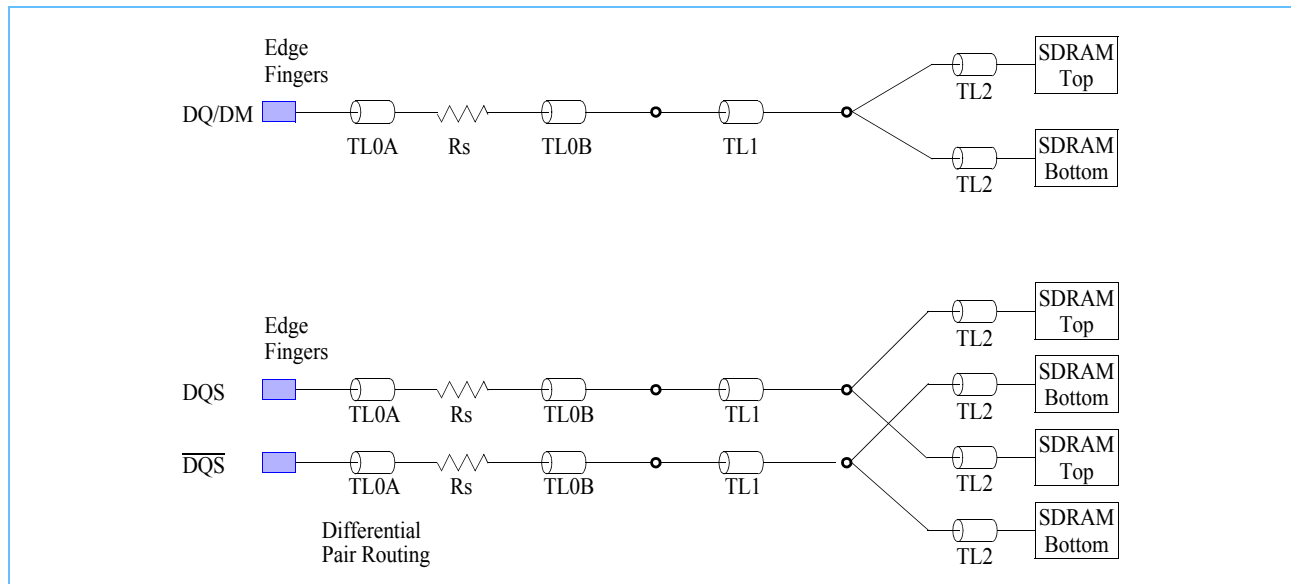 Edge
Fingers
SDRAM
Top
TL2
DQ/DM
TL0A
Rs
TL0B
TL1
SDRAM
Bottom
TL2
SDRAM
Top
Edge
Fingers
TL2
DQS
TL0A
Rs
TL0B
TL1
SDRAM
Bottom
TL2
DQS
TL0A
Rs
TL0B
TL1
SDRAM
Top
TL2
Differential
Pair Routing
SDRAM
Bottom
TL2